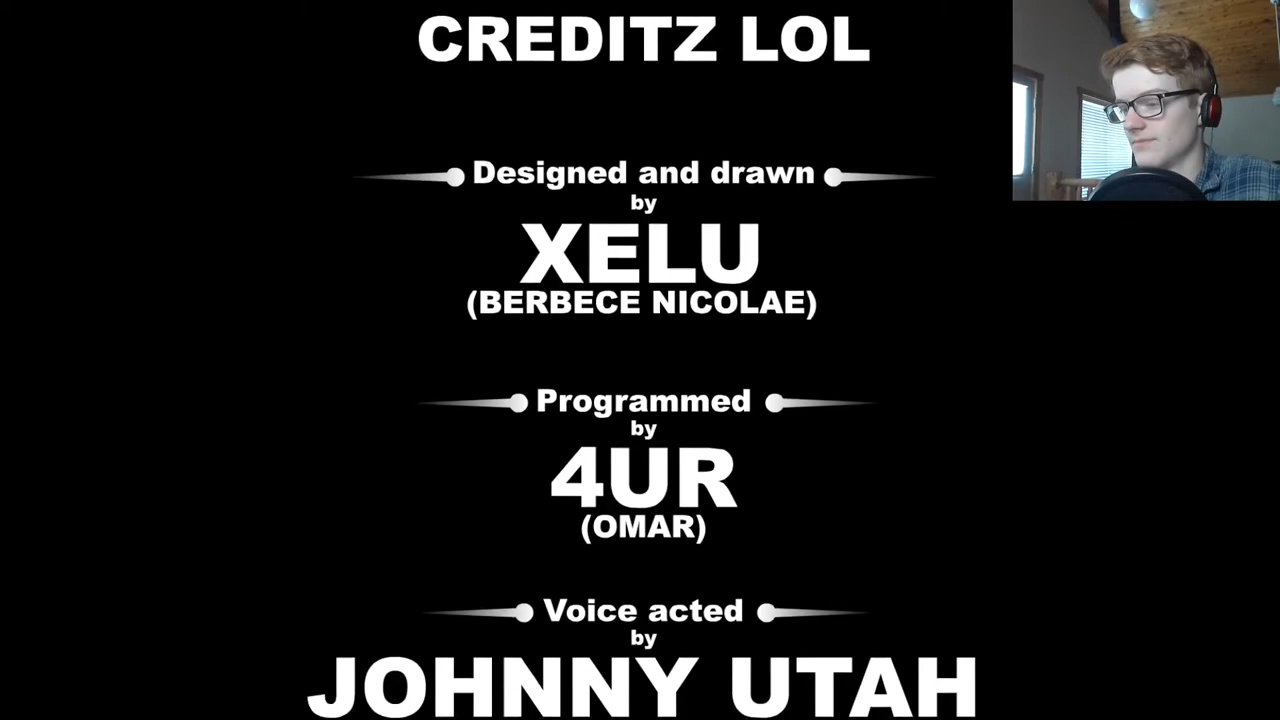 CREDITZ LOL
Designed and drawn
by
XELU
(BERBECE NICOLAE)
Programmed
by
4UR
(OMAR)
Voice acted
by
JOHNNY UTAH